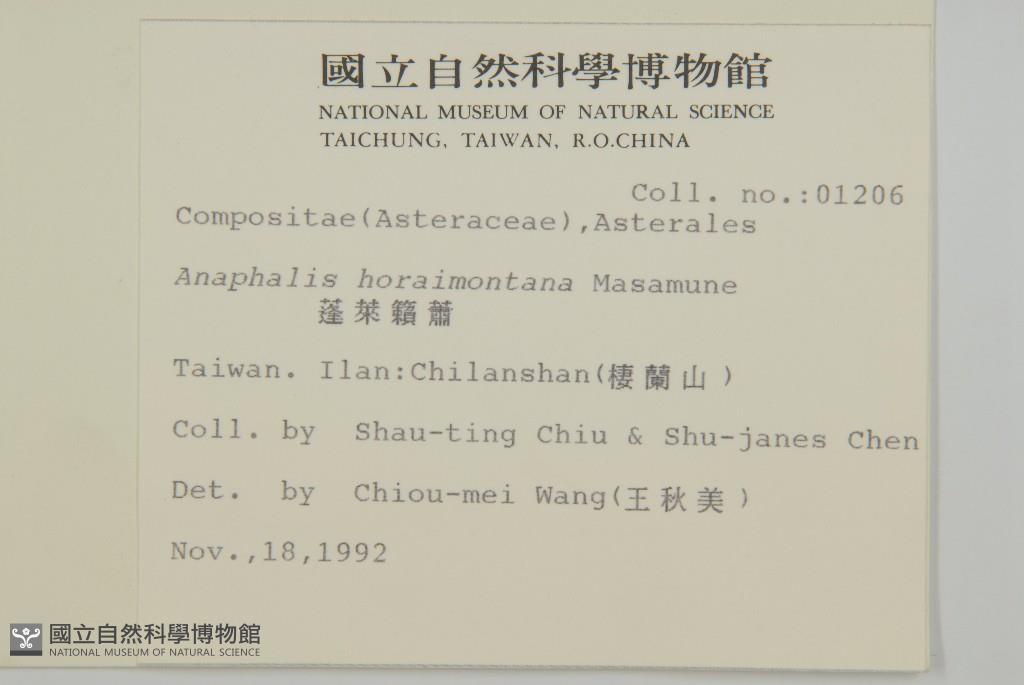 國立自然科學博物館
NATIONAL MUSEUM OF NATURAL SCIENCE
TAICHUNG, TAIWAN, R.O.CHINA
Coll. no.:01206
Compositae(Asteraceae),Asterales
Anaphalis horaimontana Masamune
蓬萊籟蕭
Taiwan. Ilan:Chilanshan(棲蘭山)
Coll. by Shau-ting Chiu & Shu-janes Chen
Det. by Chiou-mei Wang(王秋美)
Nov.,18,1992
國立自然科學博物館
NATIONAL MUSEUM OF NATURAL SCIENCE